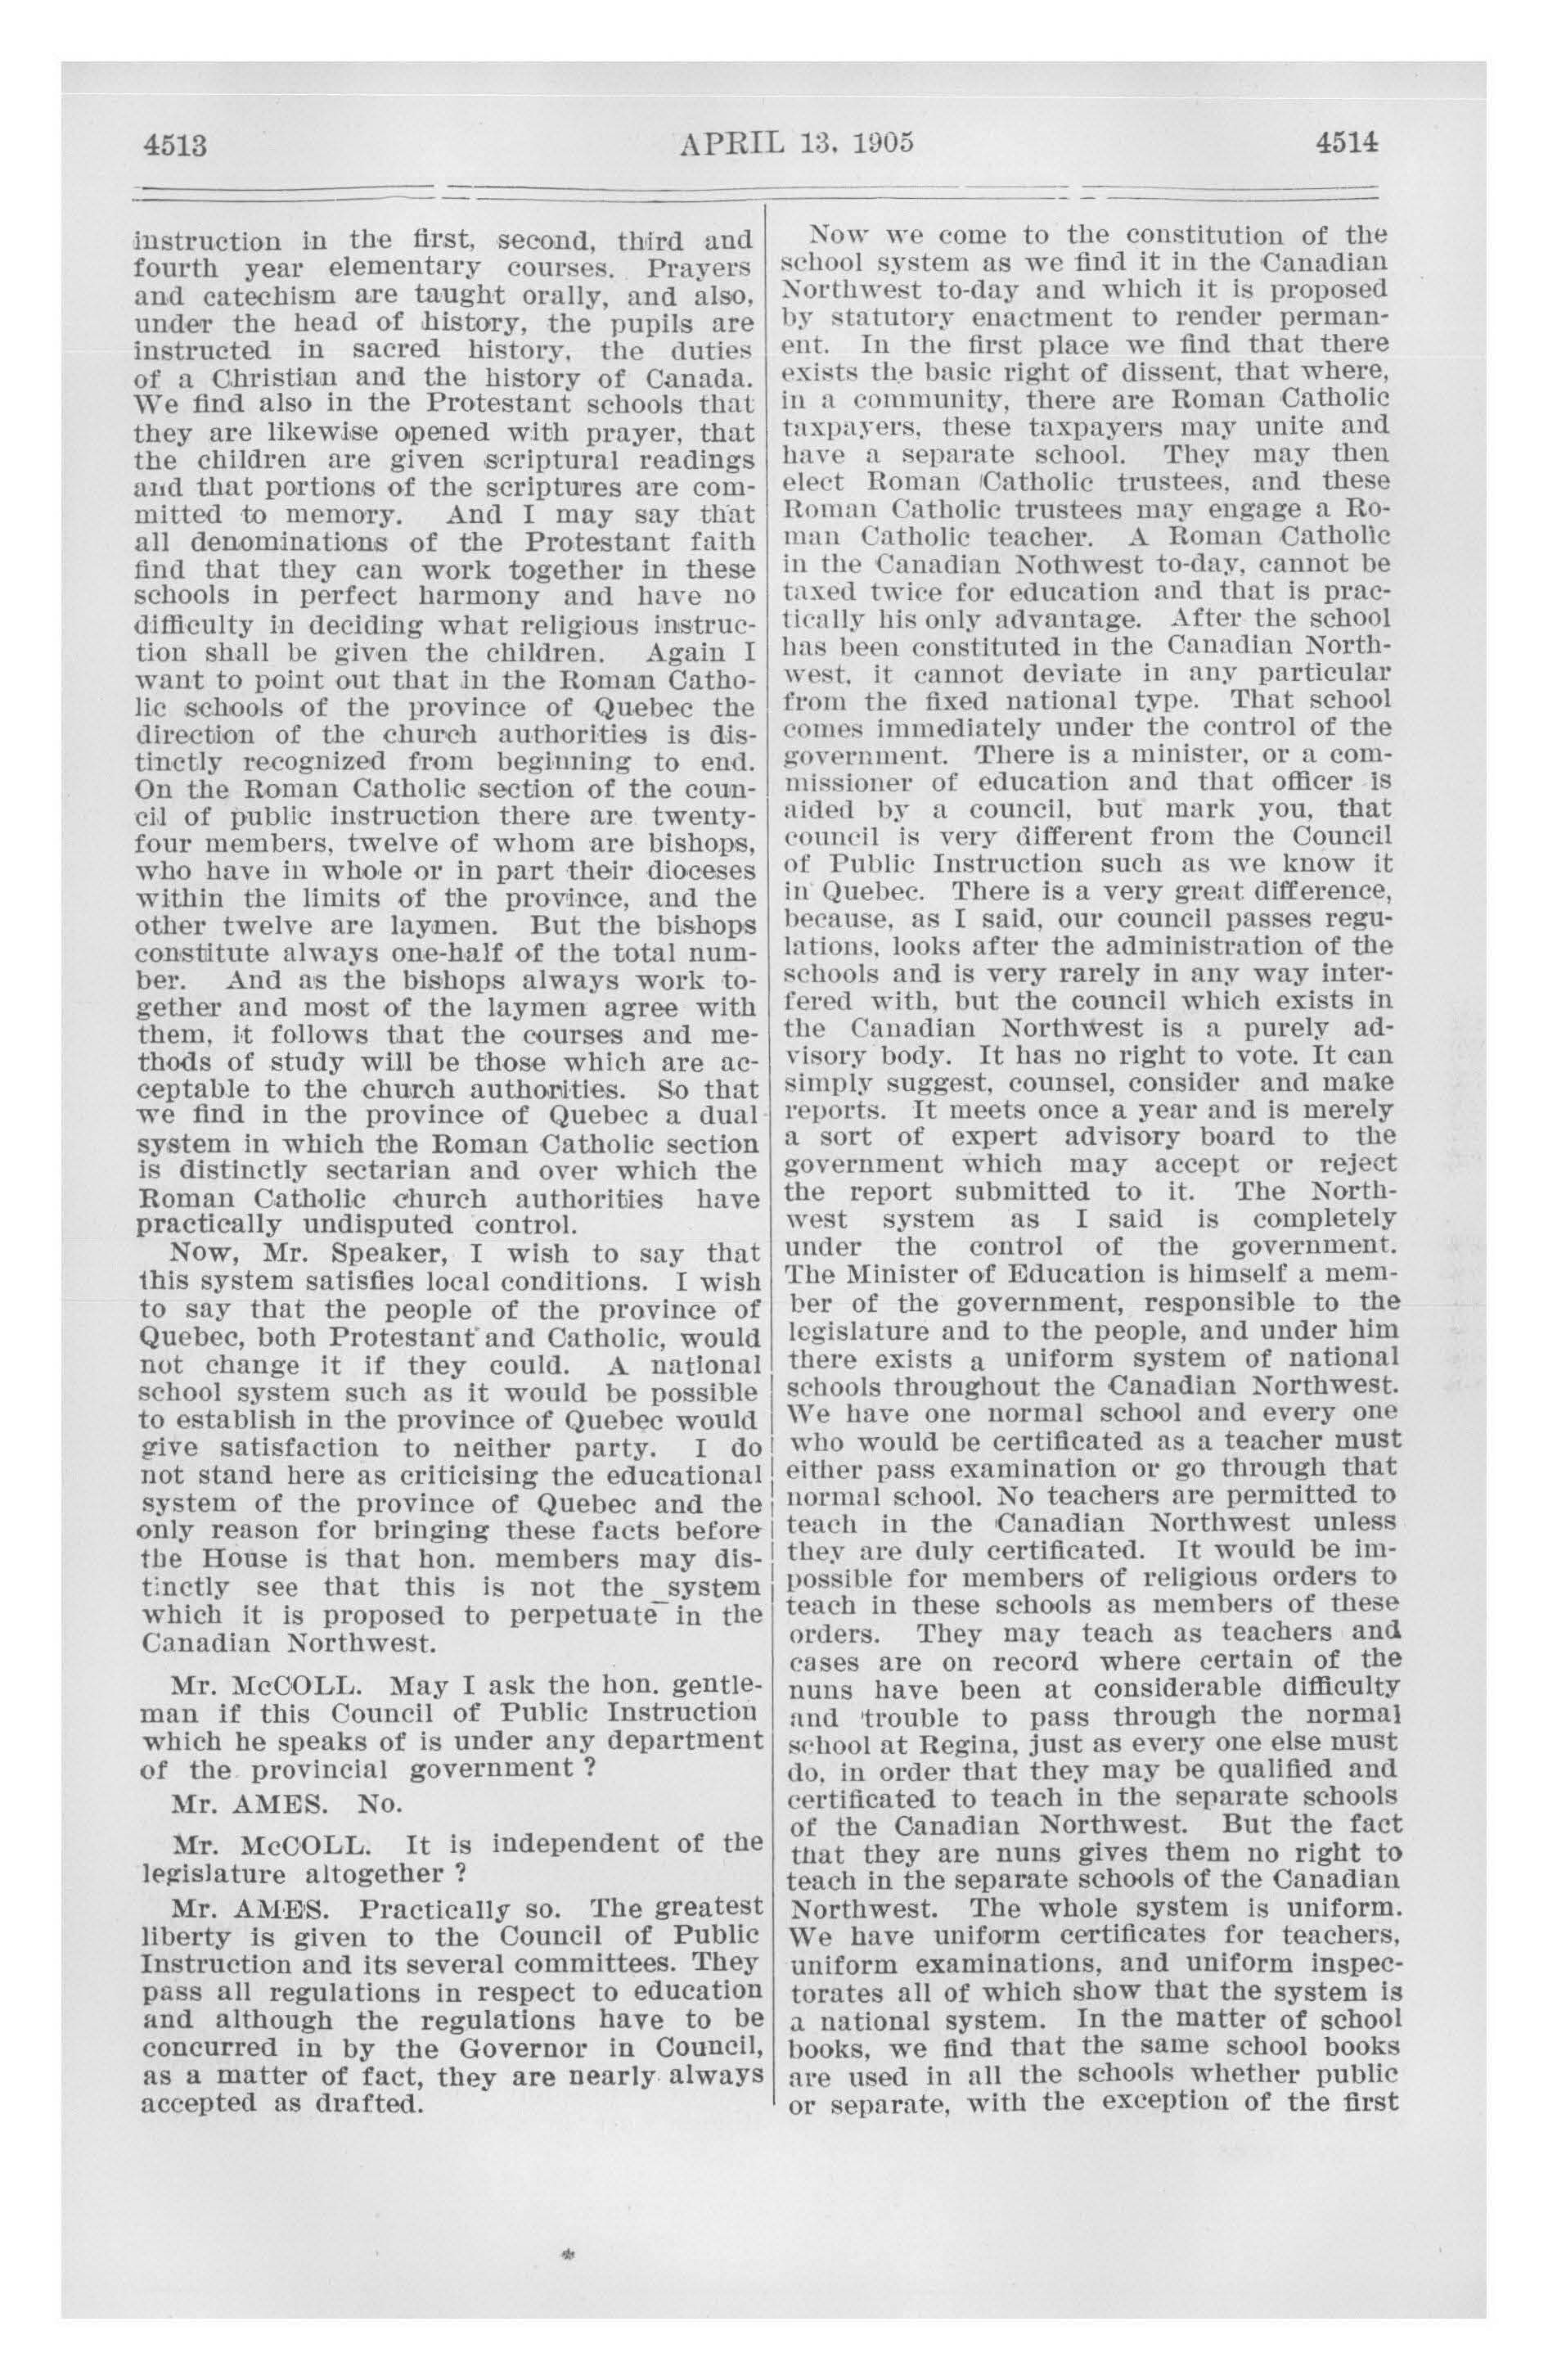 4513
APRIL 13, 1905
4514
instruction in the first, second, third and
fourth year elementary courses. Prayers
and catechism are taught orally, and also,
under the head of history, the pupils are
instructed in sacred history, the duties
of a Christian and the history of Canada.
We find also in the Protestant schools that
they are likewise opened with prayer, that
the children are given scriptural readings
and that portions of the scriptures are com-
mitted to memory. And I may say that
all denominations of the Protestant faith
find that they can work together in these
schools in perfect harmony and have no
difficulty in deciding what religious instruc-
tion shall be given the children. Again I
want to point out that in the Roman Catho-
lic schools of the province of Quebec the
direction of the church authorities is dis-
tinctly recognized from beginning to end.
On the Roman Catholic section of the coun-
cil of public instruction there are twenty-
four members, twelve of whom are bishops,
who have in whole or in part their dioceses
within the limits of the province, and the
other twelve are laymen. But the bishops
constitute always one-half of the total num-
ber. And as the bishops always work to-
gether and most of the laymen agree with
them, it follows that the courses and me-
thods of study will be those which are ac-
ceptable to the church authorities. So that
we find in the province of Quebec a dual
system in which the Roman Catholic section
is distinctly sectarian and over which the
Roman Catholic church authorities have
practically undisputed control.
Now, Mr. Speaker, I wish to say that
this system satisfies local conditions. I wish
to say that the people of the province of
Quebec, both Protestant and Catholic, would
not change it if they could. A national
school system such as it would be possible
to establish in the province of Quebec would
give satisfaction to neither party. I do
not stand here as criticising the educational
system of the province of Quebec and the
only reason for bringing these facts before
the House is that hon. members may dis-
tinctly see that this is not the system
which it is proposed to perpetuate in the
Canadian Northwest.
Mr. McCOLL. May I ask the hon. gentle-
man if this Council of Public Instruction
which he speaks of is under any department
of the provincial government ?
Mr. AMES. No.
Mr. McCOLL. It is independent of the
legislature altogether ?
Mr. AMES. Practically so. The greatest
liberty is given to the Council of Public
Instruction and its several committees. They
pass all regulations in respect to education
and although the regulations have to be
concurred in by the Governor in Council,
as a matter of fact, they are nearly always
accepted as drafted.
Now we come to the constitution of the
school system as we find it in the Canadian
Northwest to-day and which it is proposed
by statutory enactment to render perman-
ent. In the first place we find that there
exists the basic right of dissent, that where,
in a community, there are Roman Catholic
taxpayers, these taxpayers may unite and
have a separate school. They may then
elect Roman Catholic trustees, and these
Roman Catholic trustees may engage a Ro-
man Catholic teacher. A Roman Catholic
in the Canadian Nothwest to-day, cannot be
taxed twice for education and that is prac-
tically his only advantage. After the school
has been constituted in the Canadian North-
west, it cannot deviate in any particular
from the fixed national type. That school
comes immediately under the control of the
government. There is a minister, or a com-
missioner of education and that officer is
aided by a council, but mark you, that
council is very different from the Council
of Public Instruction such as we know it
in Quebec. There is a very great difference,
because, as I said, our council passes regu-
lations, looks after the administration of the
schools and is very rarely in any way inter-
fered with, but the council which exists in
the Canadian Northwest is a purely ad-
visory body. It has no right to vote. It can
simply suggest, counsel, consider and make
reports. It meets once a year and is merely
a sort of expert advisory board to the
government which may accept or reject
the report submitted to it. The North-
west system as I said is completely
under the control of the government.
The Minister of Education is himself a mem-
ber of the government, responsible to the
legislature and to the people, and under him
there exists a uniform system of national
schools throughout the Canadian Northwest.
We have one normal school and every one
who would be certificated as a teacher must
either pass examination or go through that
normal school. No teachers are permitted to
teach in the Canadian Northwest unless
they are duly certificated. It would be im-
possible for members of religious orders to
teach in these schools as members of these
orders. They may teach as teachers and
cases are on record where certain of the
nuns have been at considerable difficulty
and trouble to pass through the normal
school at Regina, just as every one else must
do, in order that they may be qualified and
certificated to teach in the separate schools
of the Canadian Northwest. But the fact
that they are nuns gives them no right to
teach in the separate schools of the Canadian
Northwest. The whole system is uniform.
We have uniform certificates for teachers,
uniform examinations, and uniform inspec-
torates all of which show that the system is
a national system. In the matter of school
books, we find that the same school books
are used in all the schools whether public
or separate, with the exception of the first